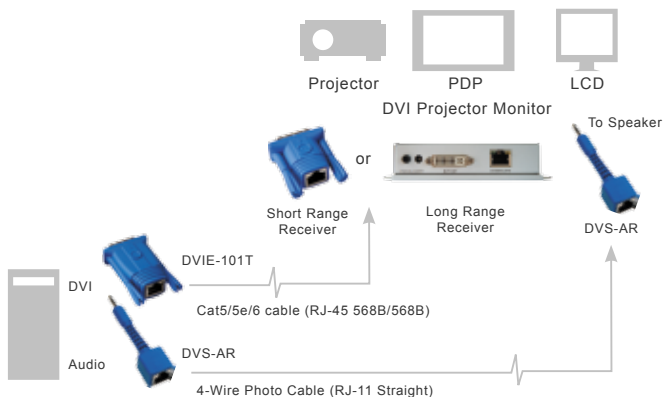 Projector
PDP
LCD
DVI Projector Monitor
To Speaker
or
Short Range
Receiver
Long Range
Receiver
DVS-AR
DVIE-101T
DVI
Cat5/5e/6 cable (RJ-45 568B/568B)
DVS-AR
Audio
4-Wire Photo Cable (RJ-11 Straight)